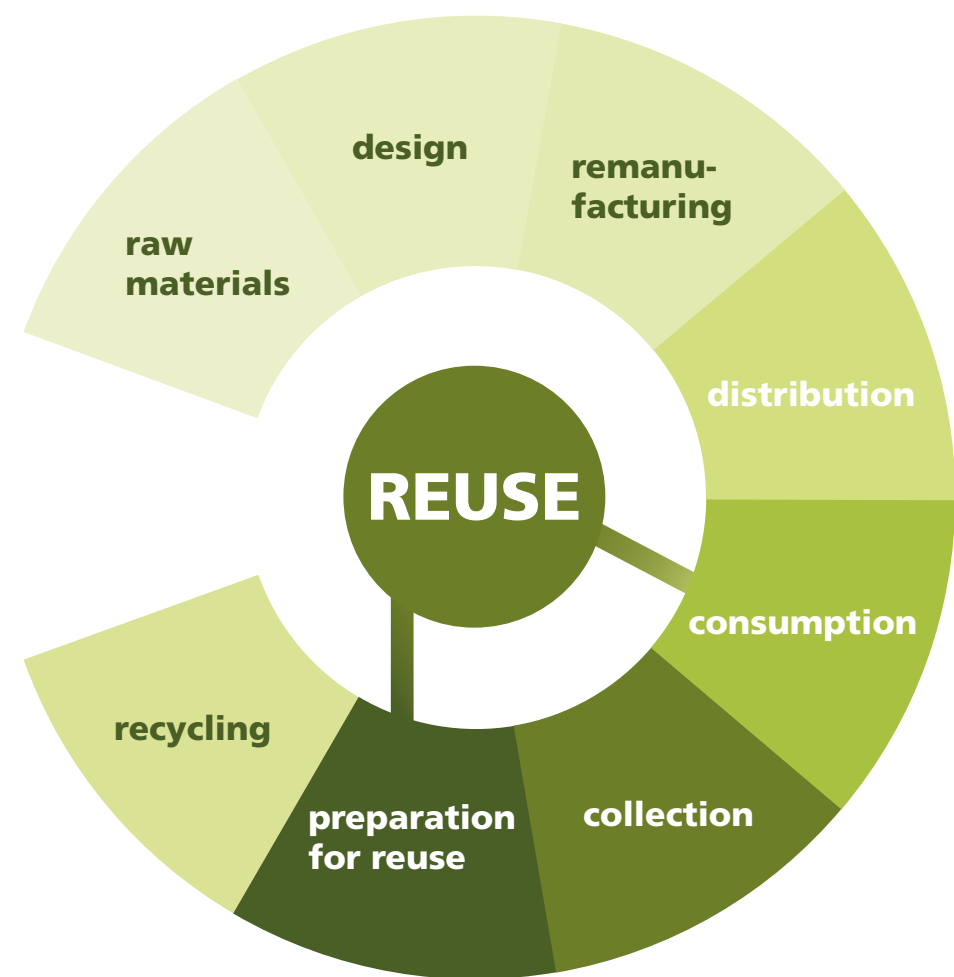 raw
materials
design
remanu-
facturing
distribution
consumption
collection
preparation
for reuse
recycling
REUSE